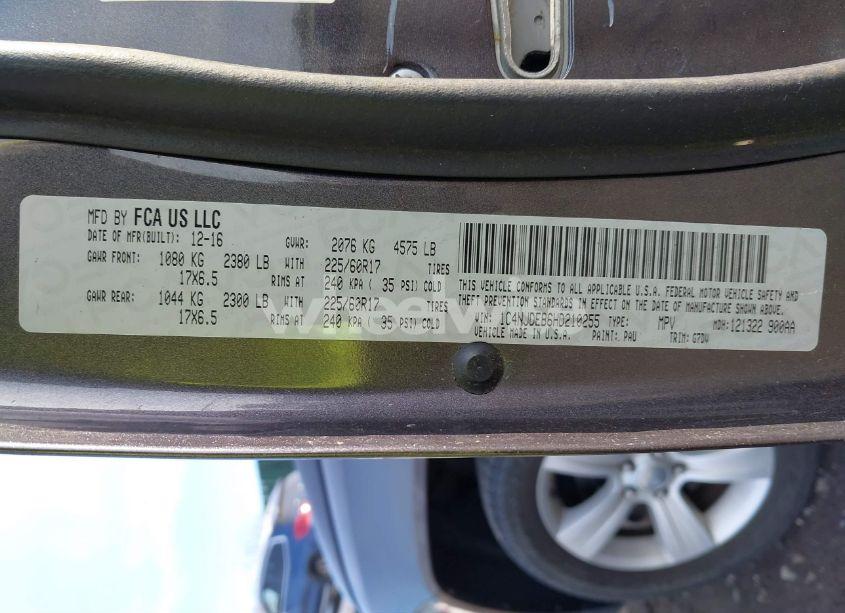 MFD BY FCA US LLC
DATE OF MFR(BUILT): 12-16 GVWR: 2076 KG 4575 LB
GAWR FRONT: 1080 KG 2380 LB WITH 225/60R17 TIRES
17X6.5 RIMS AT 240 KPA ( 35 PSI) COLD
GAWR REAR: 1044 KG 2300 LB WITH 225/60R17 TIRES
17X6.5 RIMS AT 240 KPA ( 35 PSI) COLD
THIS VEHICLE CONFORMS TO ALL APPLICABLE U.S.A. FEDERAL MOTOR VEHICLE SAFETY AND
THEFT PREVENTION STANDARDS IN EFFECT ON THE DATE OF MANUFACTURE SHOWN ABOVE.
VIN: 1C4NJDEB6HD210255 TYPE: MPV MDH: 121322 900AA
VEHICLE MADE IN U.S.A. PAINT: PAU TRIM: G7DV